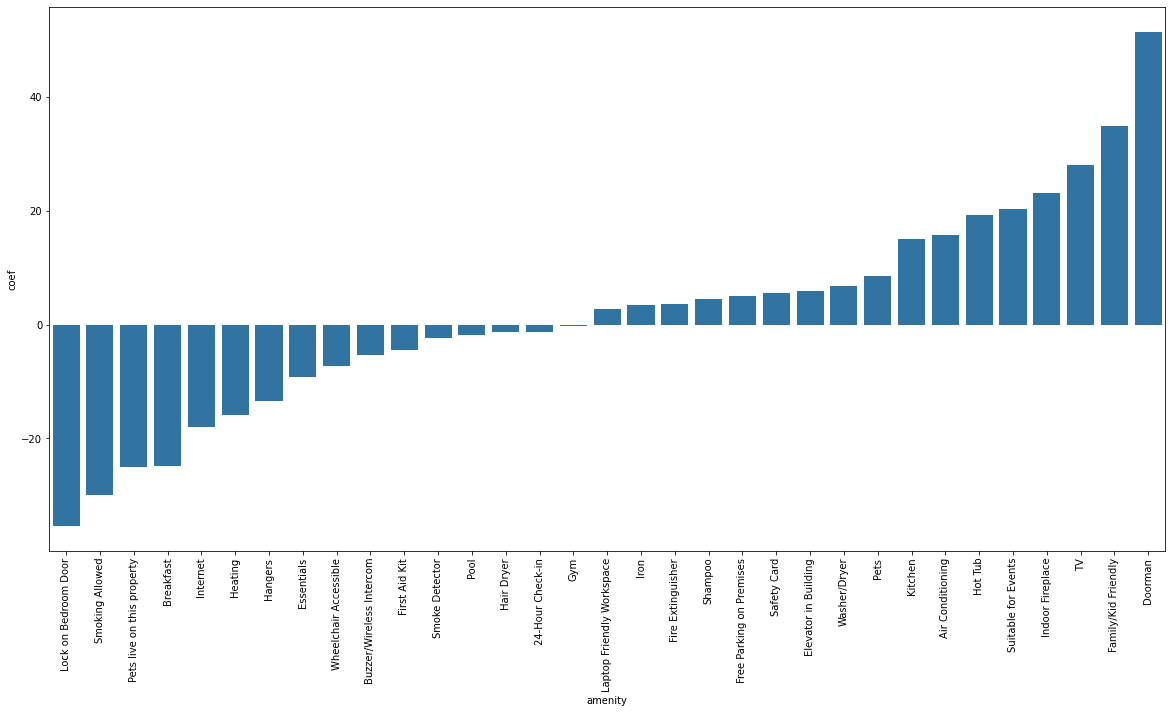 40
20
0
−20
coef
Lock on Bedroom Door
Smoking Allowed
Pets live on this property
Breakfast
Internet
Heating
Hangers
Essentials
Wheelchair Accessible
Buzzer/Wireless Intercom
First Aid Kit
Smoke Detector
Pool
Hair Dryer
24-Hour Check-in
Gym
Laptop Friendly Workspace
Iron
Fire Extinguisher
Shampoo
Free Parking on Premises
Safety Card
Elevator in Building
Washer/Dryer
Pets
Kitchen
Air Conditioning
Hot Tub
Suitable for Events
Indoor Fireplace
TV
Family/Kid Friendly
Doorman
amenity